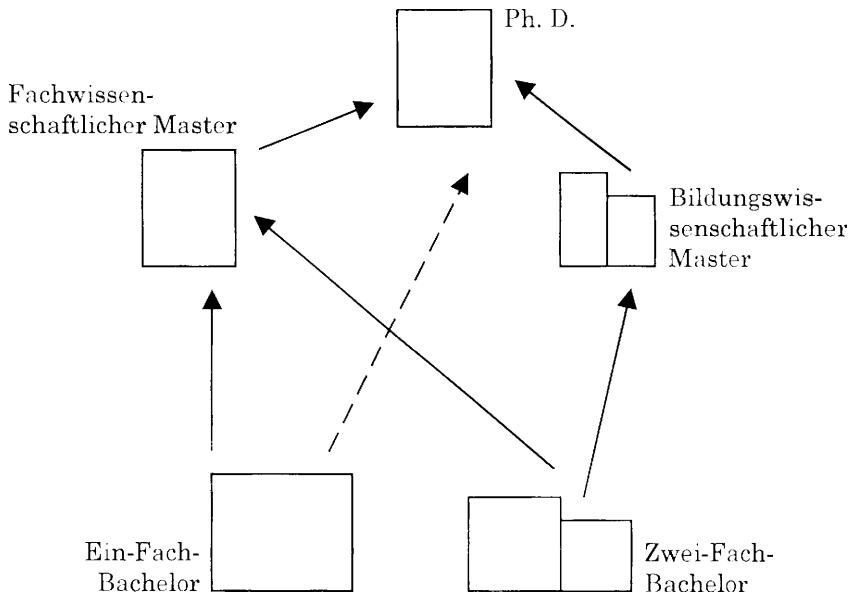 Ph. D.
Fachwissen-
schaftlicher Master
Bildungswis-
senschaftlicher
Master
Ein-Fach-
Bachelor
Zwei-Fach-
Bachelor